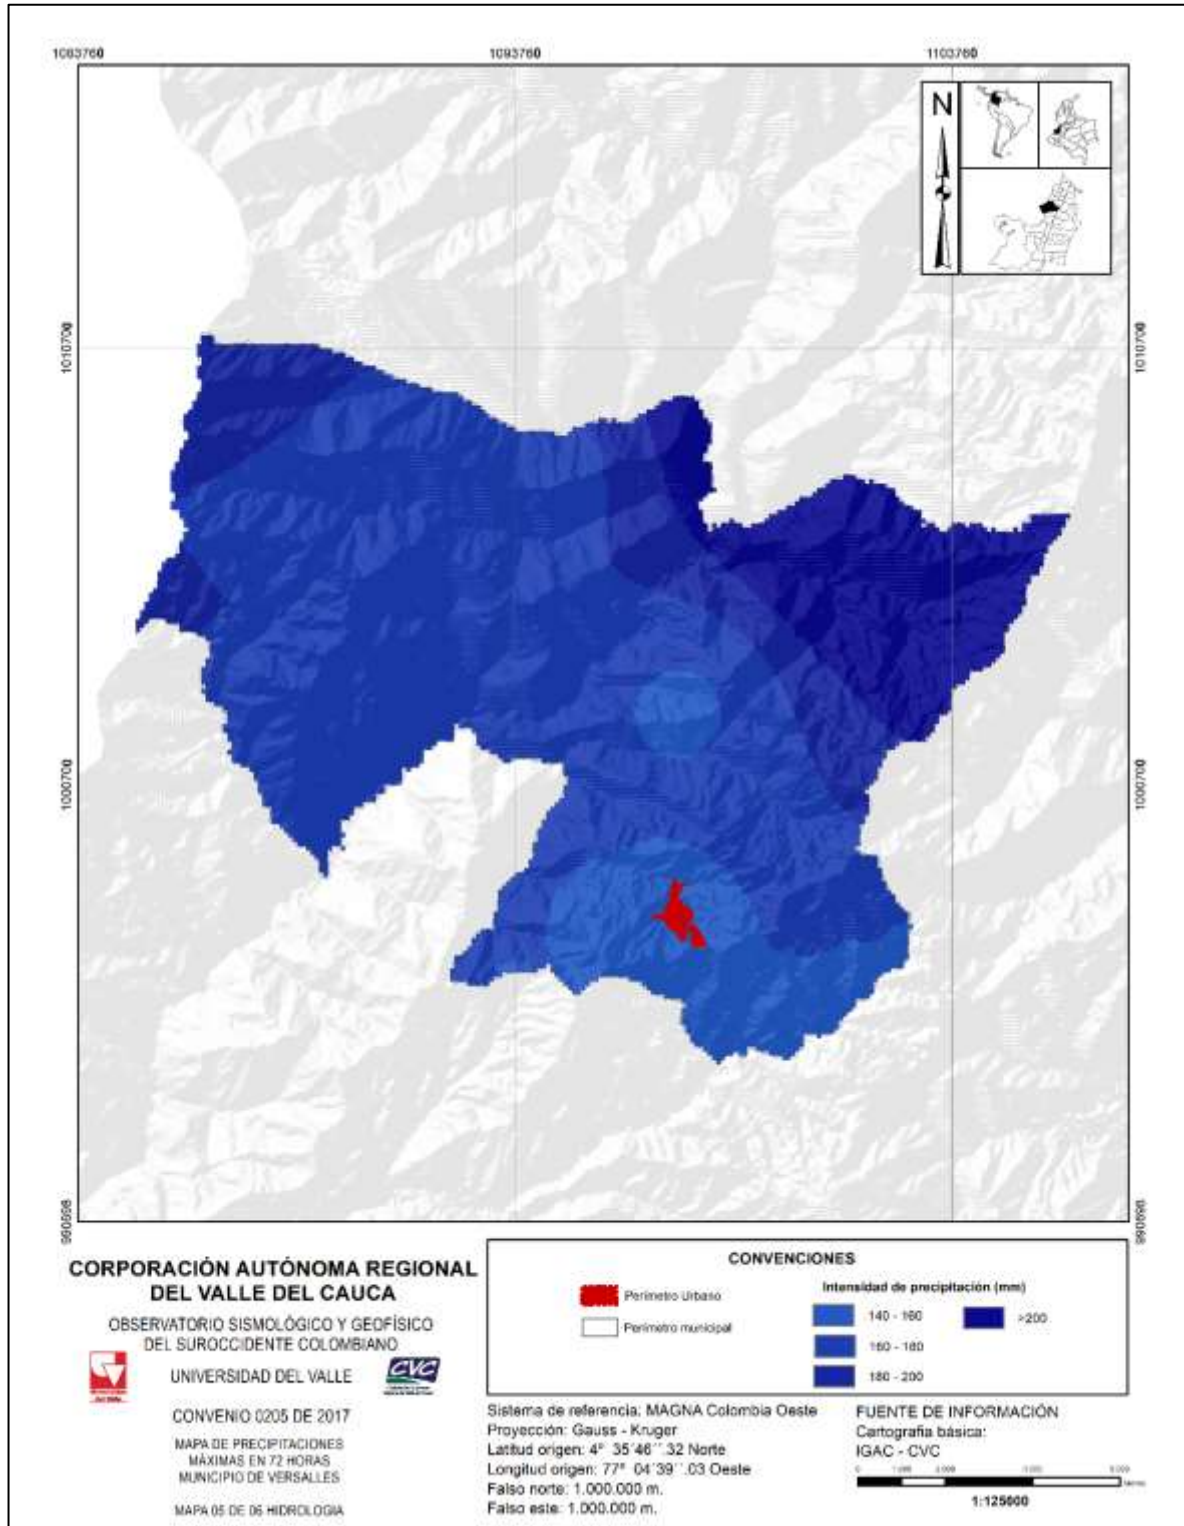 1083760 1093760 1103760
N
1010700 1010700
1000700 1000700
990698 990698
CORPORACIÓN AUTÓNOMA REGIONAL
DEL VALLE DEL CAUCA
OBSERVATORIO SISMOLÓGICO Y GEOFÍSICO
DEL SUROCCIDENTE COLOMBIANO
UNIVERSIDAD DEL VALLE
CVC
CONVENIO 0205 DE 2017
MAPA DE PRECIPITACIONES
MÁXIMAS EN 72 HORAS
MUNICIPIO DE VERSALLES
MAPA 05 DE 06 HIDROLOGIA
CONVENCIONES
Perímetro Urbano
Perímetro municipal
Intensidad de precipitación (mm)
140 - 160
160 - 180
180 - 200
>200
Sistema de referencia: MAGNA Colombia Oeste
Proyección: Gauss - Kruger
Latitud origen: 4° 35´46´´.32 Norte
Longitud origen: 77° 04´39´´.03 Oeste
Falso norte: 1.000.000 m.
Falso este: 1.000.000 m.
FUENTE DE INFORMACIÓN
Cartografía básica:
IGAC - CVC
1:125000